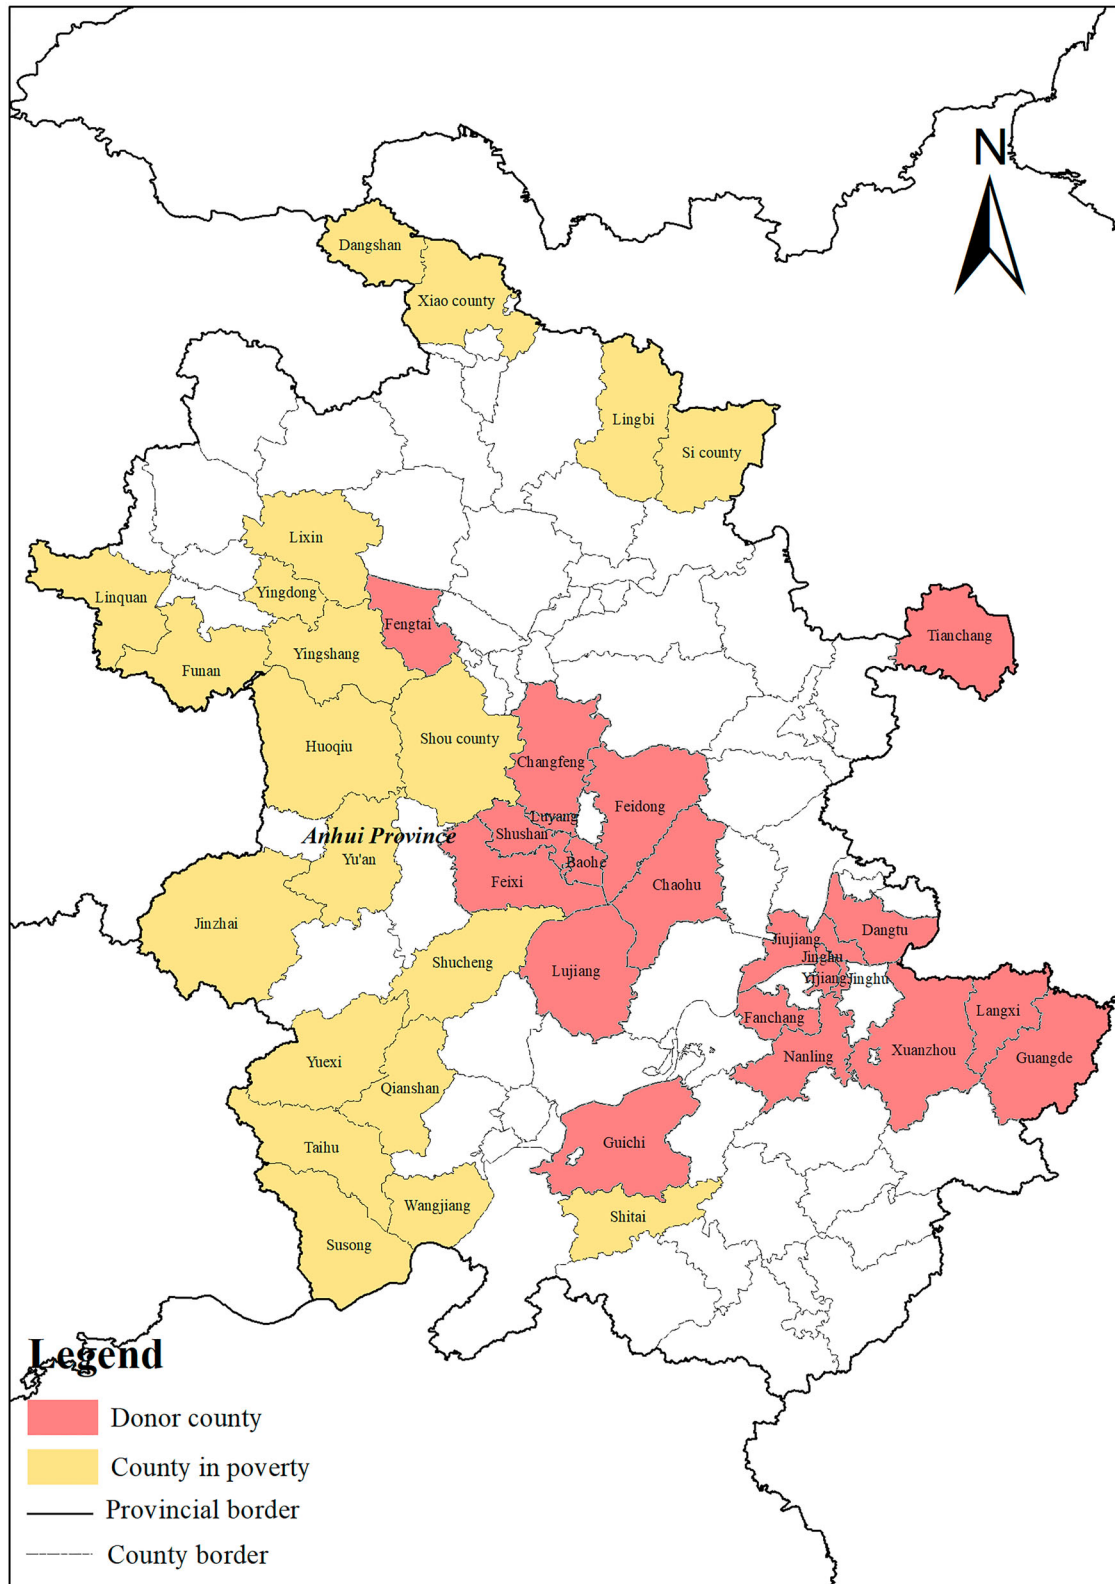 N
Dangshan
Xiao county
Lingbi
Si county
Lixin
Linquan
Yingdong
Fengtai
Tianchang
Yingshang
Funan
Shou county
Huoqiu
Changfeng
Feidong
Luyang
Anhui Province
Shushan
Yu'an
Baohe
Feixi
Chaohu
Jinzhai
Dangtu
Jiujiang
Shucheng
Jinghu
Lujiang
Yijiang
Jinghu
Langxi
Fanchang
Xuanzhou
Nanling
Guangde
Yuexi
Qianshan
Guichi
Taihu
Wangjiang
Shitai
Susong
Legend
Donor county
County in poverty
Provincial border
County border